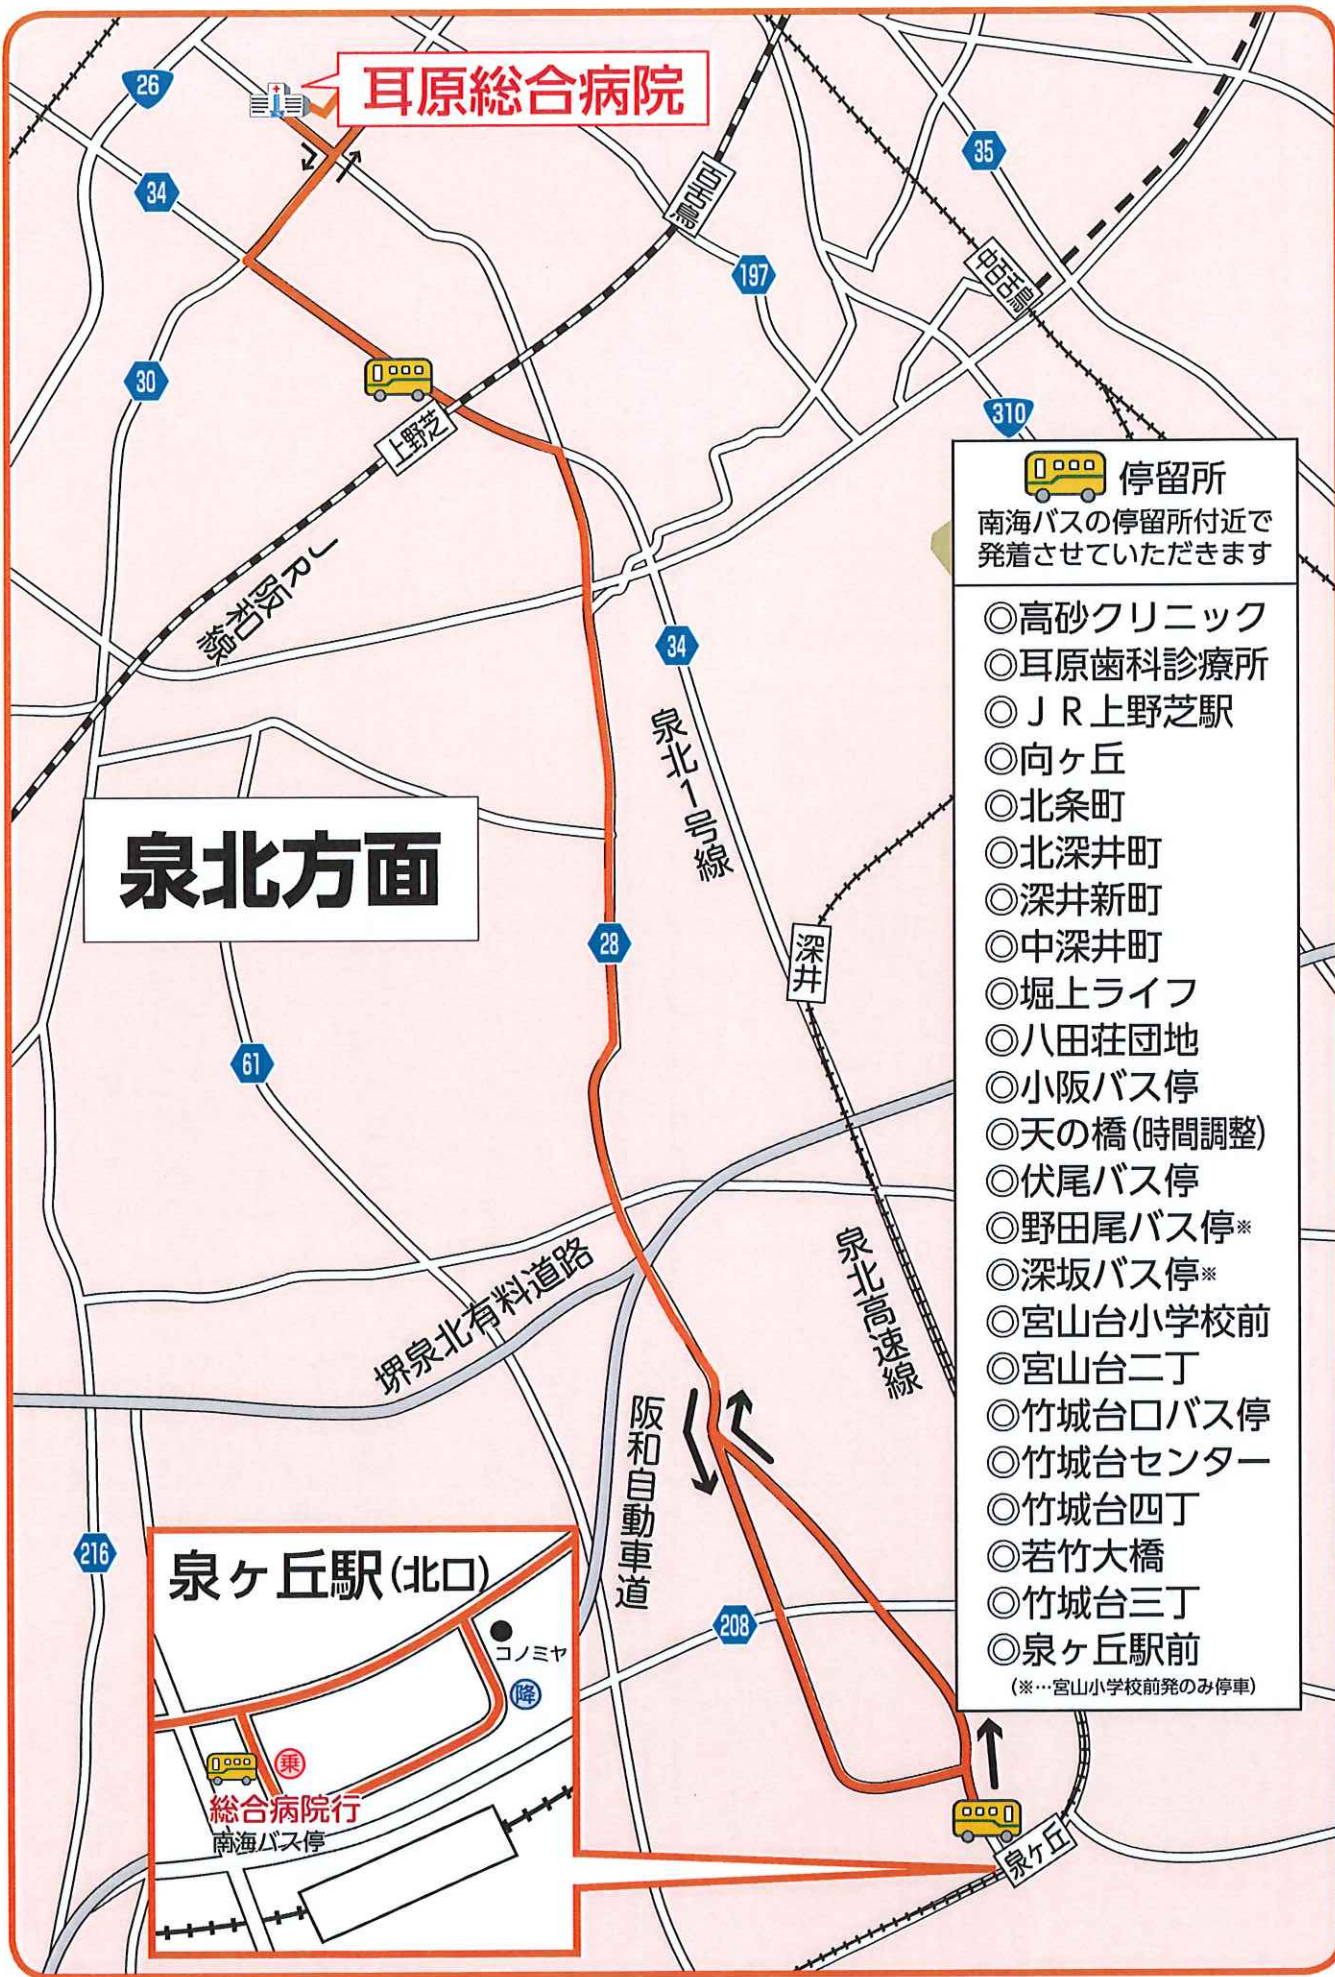 耳原総合病院
26
34
30
35
百舌鳥
197
中百舌鳥
310
上野芝
JR阪和線
34
泉北1号線
泉北方面
28
深井
61
堺泉北有料道路
泉北高速線
阪和自動車道
216
208
泉ヶ丘
停留所
南海バスの停留所付近で
発着させていただきます
◎高砂クリニック
◎耳原歯科診療所
◎JR上野芝駅
◎向ヶ丘
◎北条町
◎北深井町
◎深井新町
◎中深井町
◎堀上ライフ
◎八田荘団地
◎小阪バス停
◎天の橋(時間調整)
◎伏尾バス停
◎野田尾バス停※
◎深坂バス停※
◎宮山台小学校前
◎宮山台二丁
◎竹城台口バス停
◎竹城台センター
◎竹城台四丁
◎若竹大橋
◎竹城台三丁
◎泉ヶ丘駅前
(※…宮山小学校前発のみ停車)
泉ヶ丘駅(北口)
コノミヤ
降
乗
総合病院行
南海バス停